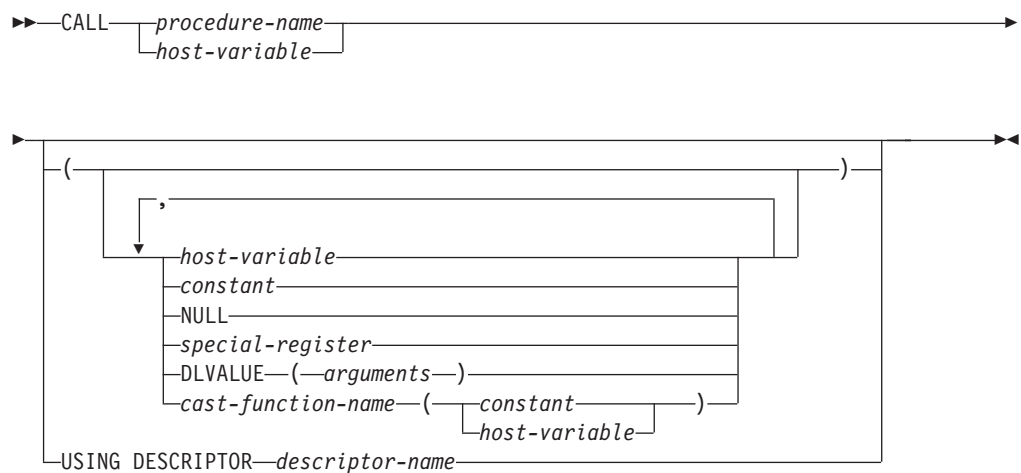 CALL procedure-name
host-variable
( )
,
host-variable
constant
NULL
special-register
DLVALUE ( arguments )
cast-function-name ( constant )
host-variable
USING DESCRIPTOR descriptor-name